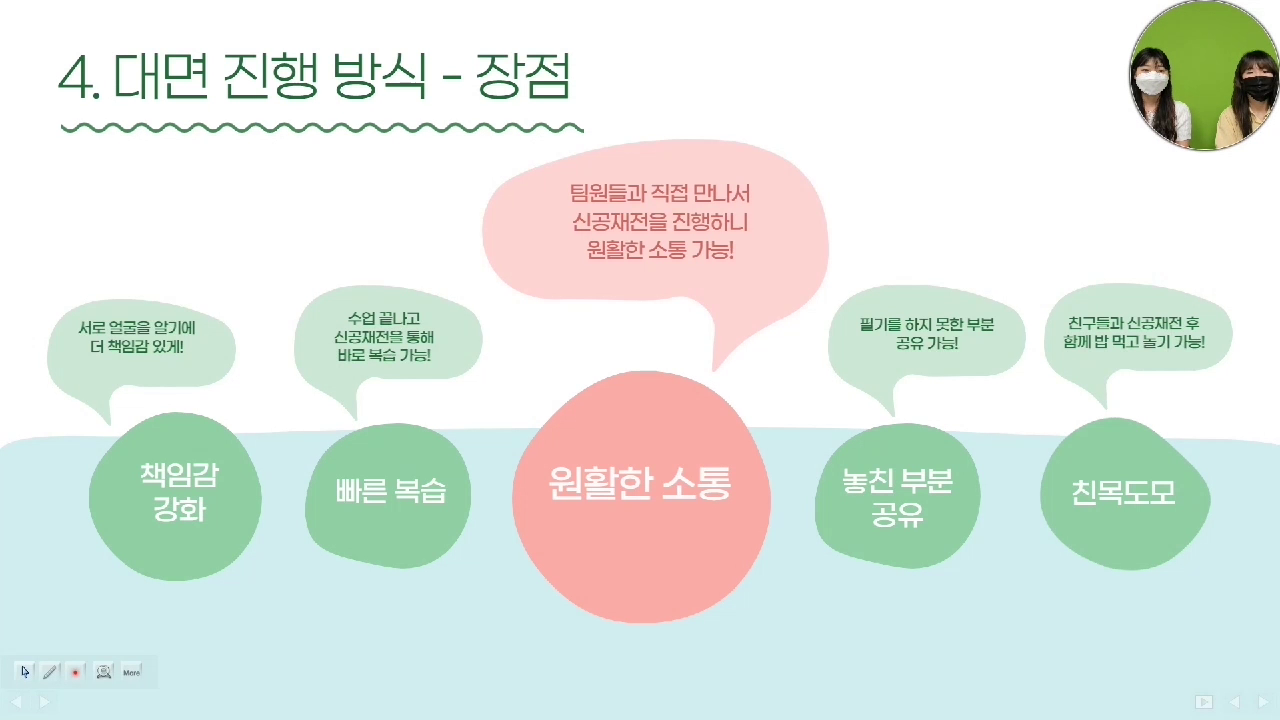 4. 대면 진행 방식 - 장점
팀원들과 직접 만나서
신공재전을 진행하니
원활한 소통 가능!
서로 얼굴을 알기에
더 책임감 있게!
수업 끝나고
신공재전을 통해
바로 복습 가능!
필기를 하지 못한 부분
공유 가능!
친구들과 신공재전 후
함께 밥 먹고 놀기 가능!
책임감
강화
빠른 복습
원활한 소통
놓친 부분
공유
친목도모
More